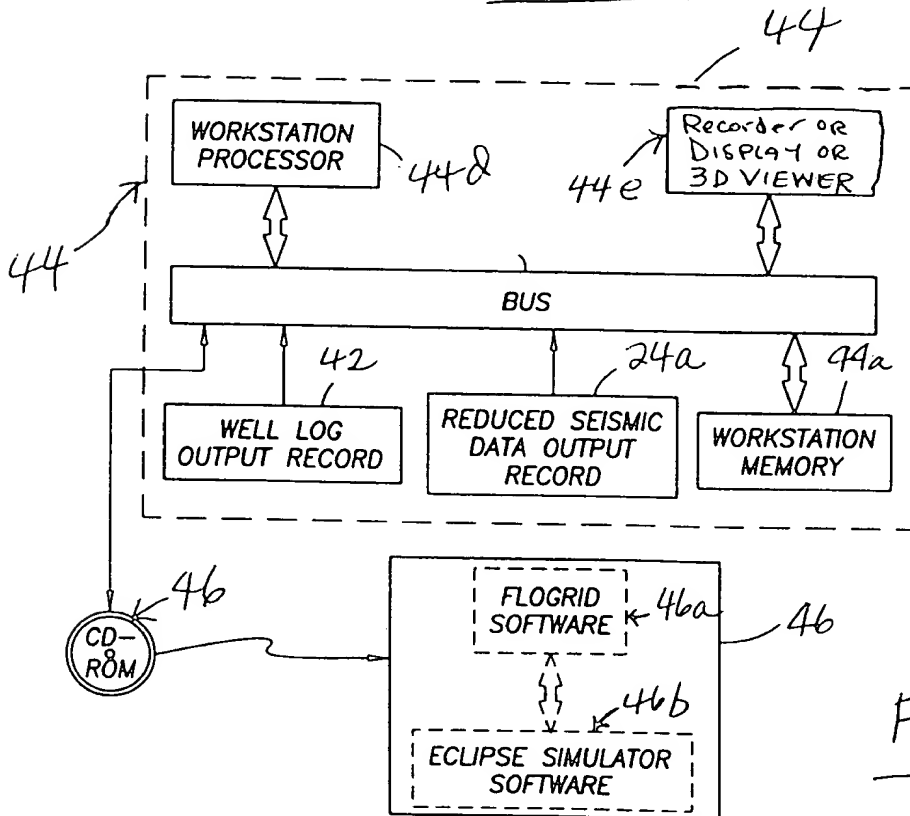 44
WORKSTATION
PROCESSOR
44d
Recorder OR
DISPLAY OR
3D VIEWER
44e
44
BUS
42
24a
44a
WELL LOG
OUTPUT RECORD
REDUCED SEISMIC
DATA OUTPUT
RECORD
WORKSTATION
MEMORY
46
CD-
ROM
FLOGRID
SOFTWARE
46a
46
46b
ECLIPSE SIMULATOR
SOFTWARE
F